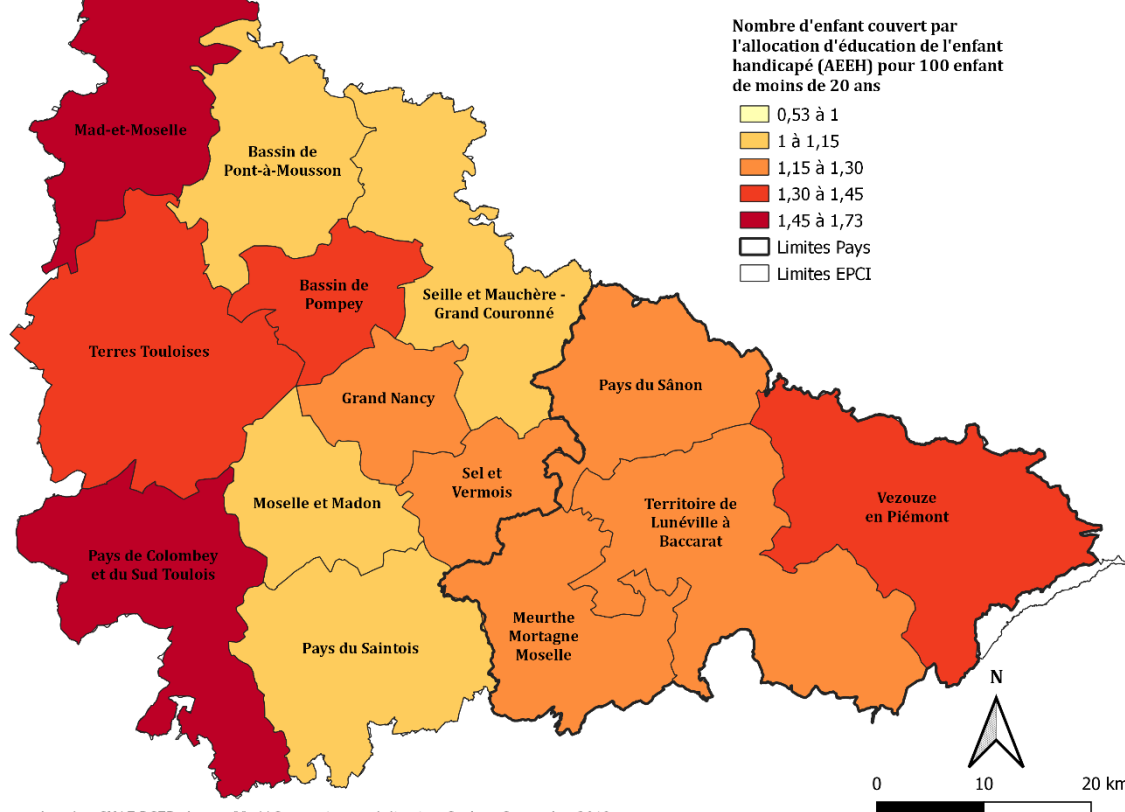 Nombre d'enfant couvert par
l'allocation d'éducation de l'enfant
handicapé (AEEH) pour 100 enfant
de moins de 20 ans
0,53 à 1
1 à 1,15
1,15 à 1,30
1,30 à 1,45
1,45 à 1,73
Limites Pays
Limites EPCI
Mad-et-Moselle
Bassin de
Pont-à-Mousson
Bassin de
Pompey
Seille et Mauchère -
Grand Couronné
Terres Touloises
Grand Nancy
Pays du Sânon
Sel et
Vermois
Moselle et Madon
Territoire de
Lunéville à
Baccarat
Vezouze
en Piémont
Pays de Colombey
et du Sud Toulois
Meurthe
Mortagne
Moselle
Pays du Saintois
N
0 10 20 km